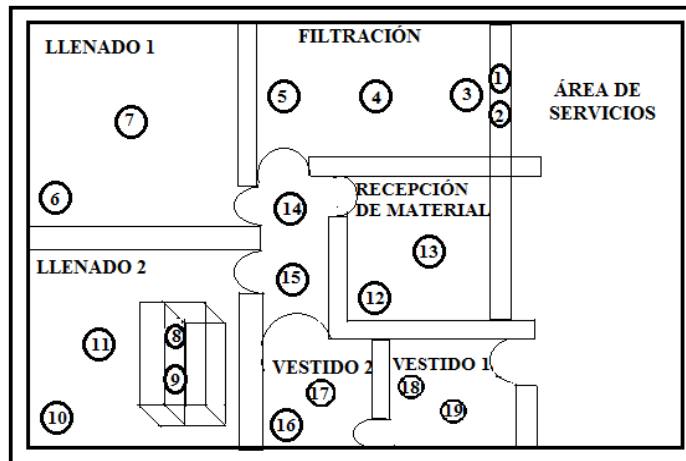 LLENADO 1
FILTRACIÓN
ÁREA DE
SERVICIOS
1
2
3
4
5
7
6
RECEPCIÓN
DE MATERIAL
14
13
15
12
LLENADO 2
8
11
9
10
VESTIDO 2
VESTIDO 1
17
18
19
16